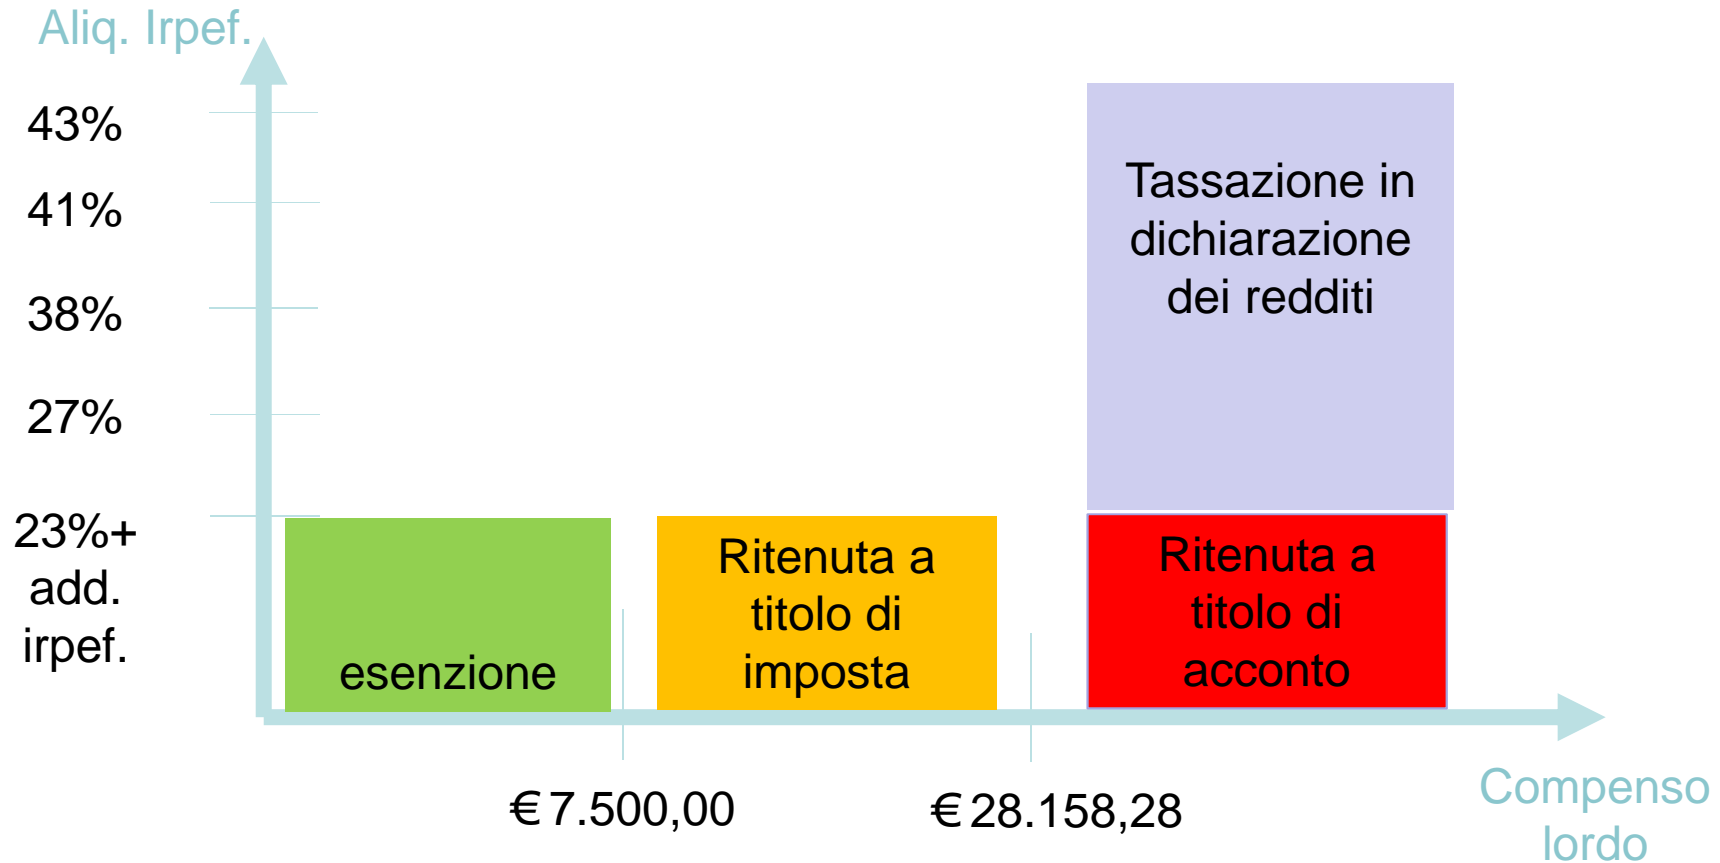 Aliq. Irpef.
43%
41%
38%
27%
23%+
add.
irpef.
esenzione
Ritenuta a
titolo di
imposta
Tassazione in
dichiarazione
dei redditi
Ritenuta a
titolo di
acconto
€ 7.500,00
€ 28.158,28
Compenso
lordo